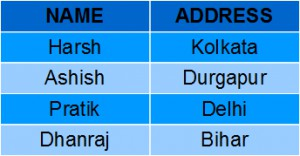 NAME ADDRESS
Harsh Kolkata
Ashish Durgapur
Pratik Delhi
Dhanraj Bihar